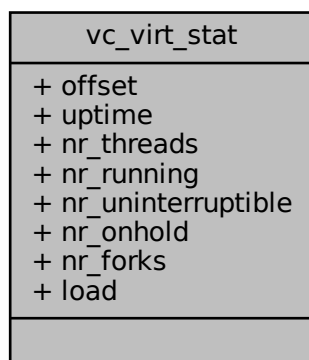 vc_virt_stat
+ offset
+ uptime
+ nr_threads
+ nr_running
+ nr_uninterruptible
+ nr_onhold
+ nr_forks
+ load